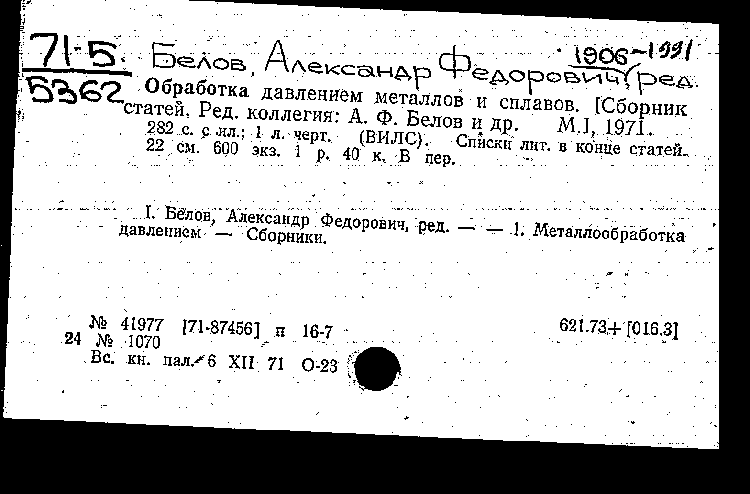 71-5
5362
Белов, Александр Федорович, ред.
1906-1991
Обработка давлением металлов и сплавов. [Сборник
статей. Ред. коллегия: А. Ф. Белов и др. М.], 1971.
282 с. с ил.; 1 л. черт. (ВИЛС). Списки лит. в конце статей.
22 см. 600 экз. 1 р. 40 к. В пер.
I. Белов, Александр Федорович, ред. — — 1. Металлообработка
давлением — Сборники.
№ 41977 [71-87456] п 16-7 621.73+[016.3]
24 № 1070
Вс. кн. пал. 6 XII 71 О-23